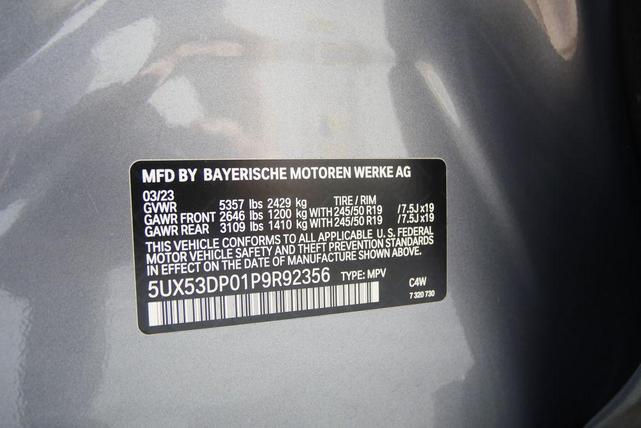 MFD BY BAYERISCHE MOTOREN WERKE AG
03/23
GVWR 5357 lbs 2429 kg TIRE / RIM
GAWR FRONT 2646 lbs 1200 kg WITH 245/50 R19 /7.5J x19
GAWR REAR 3109 lbs 1410 kg WITH 245/50 R19 /7.5J x19
THIS VEHICLE CONFORMS TO ALL APPLICABLE U. S. FEDERAL
MOTOR VEHICLE SAFETY AND THEFT PREVENTION STANDARDS
IN EFFECT ON THE DATE OF MANUFACTURE SHOWN ABOVE.
5UX53DP01P9R92356 TYPE: MPV C4W
7 320 730